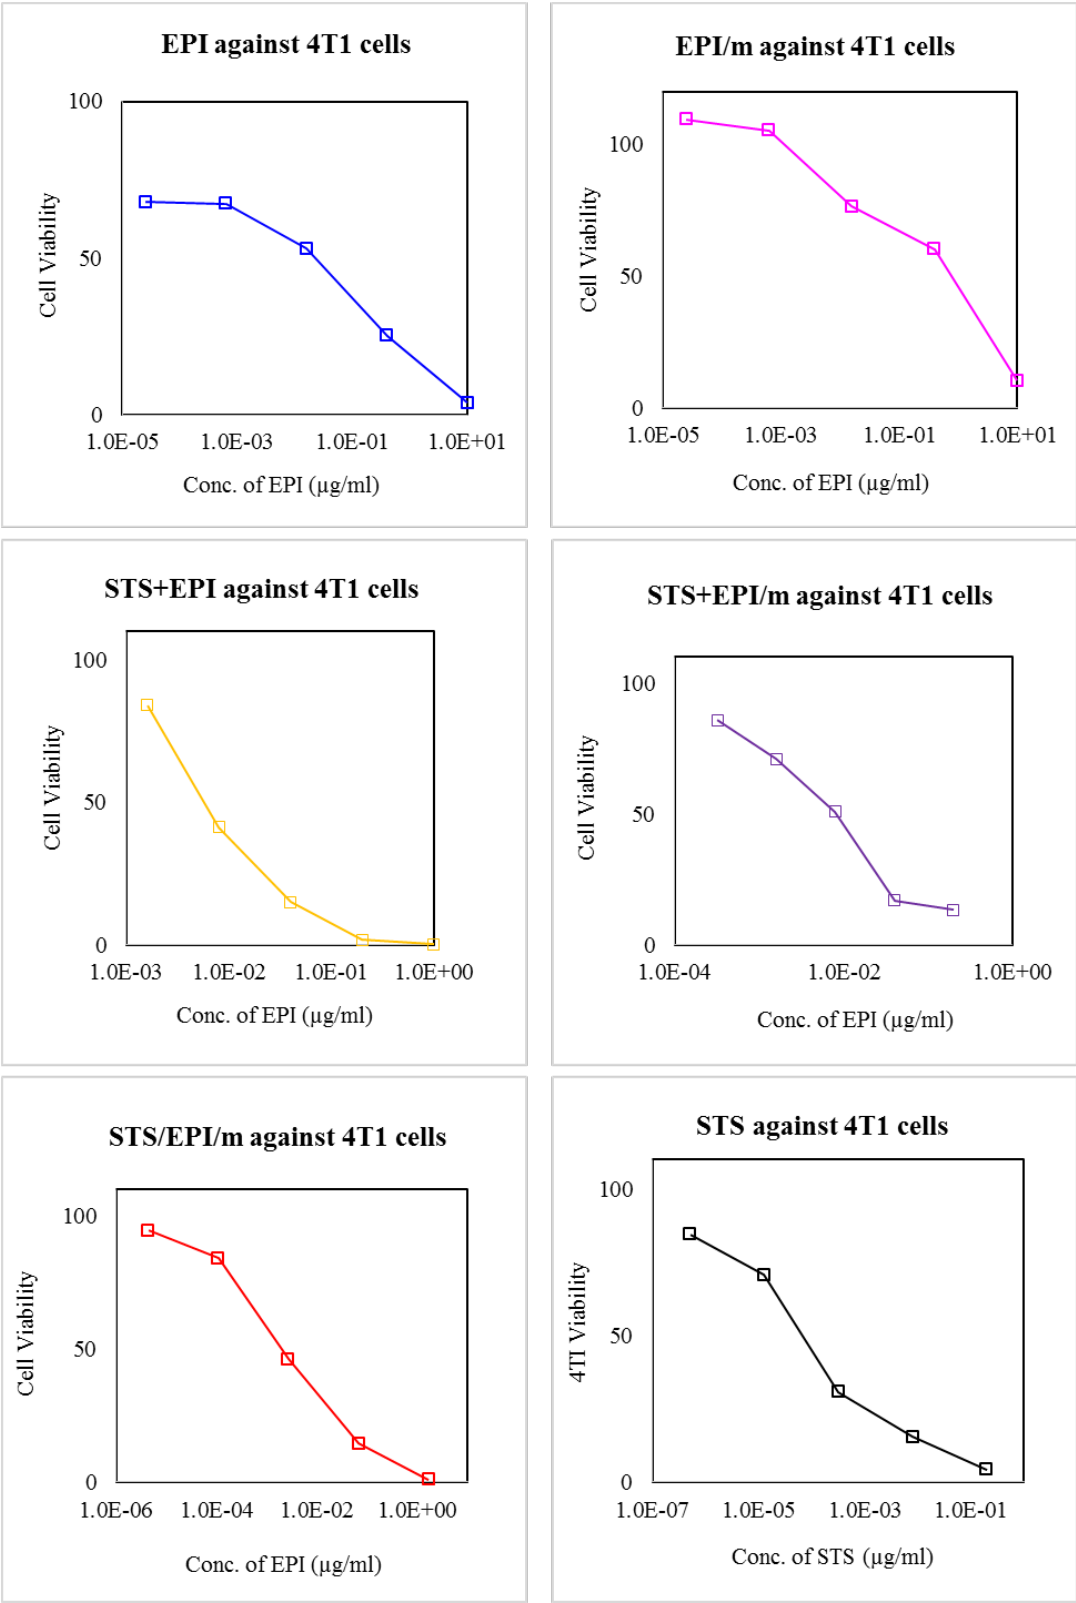 EPI against 4T1 cells
100
50
0
Cell Viability
1.0E-05 1.0E-03 1.0E-01 1.0E+01
Conc. of EPI (µg/ml)
EPI/m against 4T1 cells
100
50
0
Cell Viability
1.0E-05 1.0E-03 1.0E-01 1.0E+01
Conc. of EPI (µg/ml)
STS+EPI against 4T1 cells
100
50
0
Cell Viability
1.0E-03 1.0E-02 1.0E-01 1.0E+00
Conc. of EPI (µg/ml)
STS+EPI/m against 4T1 cells
100
50
0
Cell Viability
1.0E-04 1.0E-02 1.0E+00
Conc. of EPI (µg/ml)
STS/EPI/m against 4T1 cells
100
50
0
Cell Viability
1.0E-06 1.0E-04 1.0E-02 1.0E+00
Conc. of EPI (µg/ml)
STS against 4T1 cells
100
50
0
4TI Viability
1.0E-07 1.0E-05 1.0E-03 1.0E-01
Conc. of STS (µg/ml)